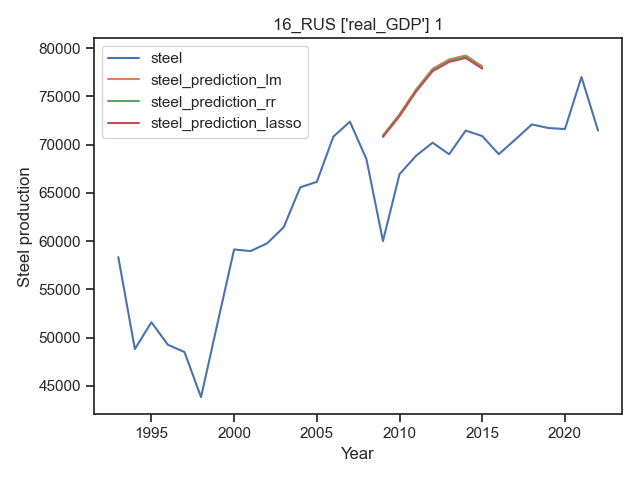 16_RUS ['real_GDP'] 1
steel
steel_prediction_lm
steel_prediction_rr
steel_prediction_lasso
80000
75000
70000
65000
60000
55000
50000
45000
Steel production
1995
2000
2005
2010
2015
2020
Year